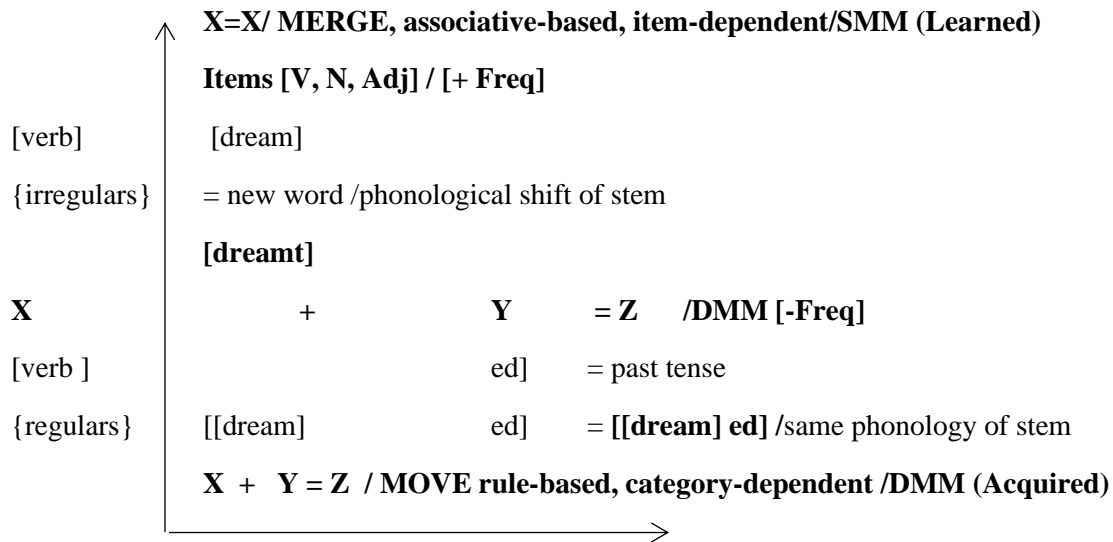 X=X/ MERGE, associative-based, item-dependent/SMM (Learned)
Items [V, N, Adj] / [+ Freq]
[verb] [dream]
{irregulars} = new word /phonological shift of stem
[dreamt]
X + Y = Z /DMM [-Freq]
[verb ] ed] = past tense
{regulars} [[dream] ed] = [[dream] ed] /same phonology of stem
X + Y = Z / MOVE rule-based, category-dependent /DMM (Acquired)